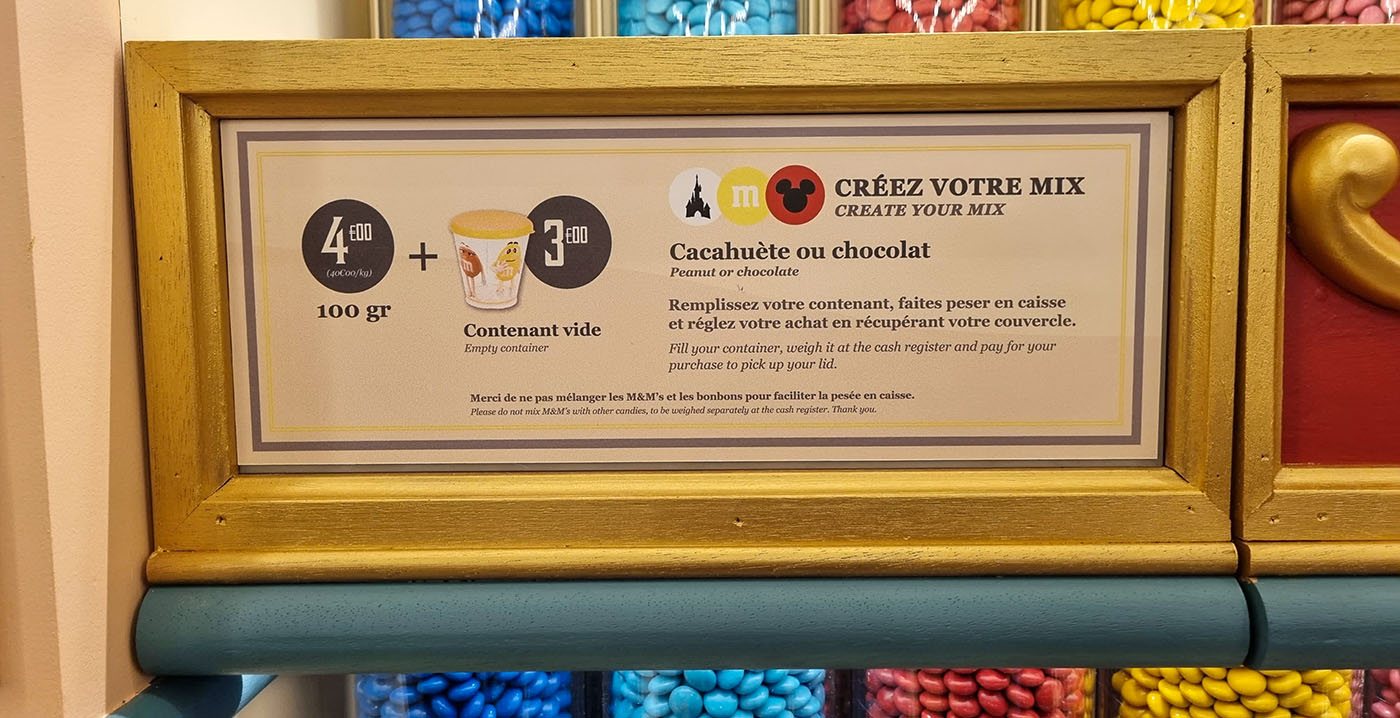 4€00
(40€00/kg)
100 gr
+
3€00
Contenant vide
Empty container
m
CRÉEZ VOTRE MIX
CREATE YOUR MIX
Cacahuète ou chocolat
Peanut or chocolate
Remplissez votre contenant, faites peser en caisse
et réglez votre achat en récupérant votre couvercle.
Fill your container, weigh it at the cash register and pay for your
purchase to pick up your lid.
Merci de ne pas mélanger les M&M's et les bonbons pour faciliter la pesée en caisse.
Please do not mix M&M's with other candies, to be weighed separately at the cash register. Thank you.